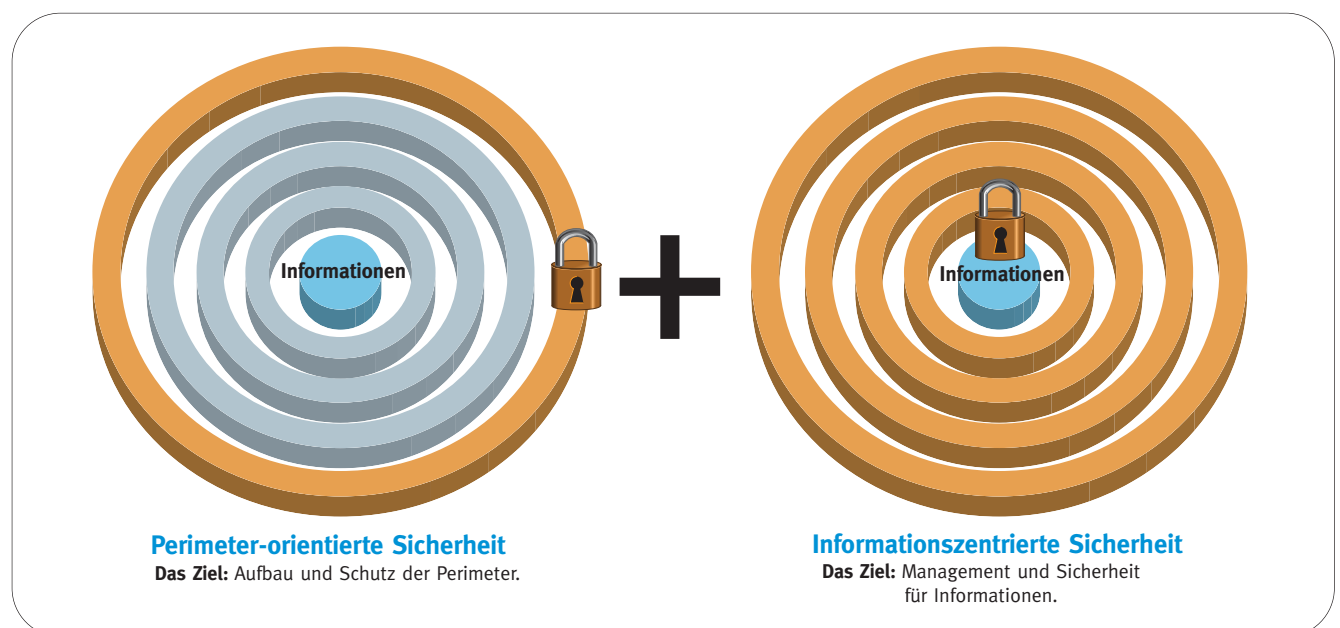 Informationen
Perimeter-orientierte Sicherheit
Das Ziel: Aufbau und Schutz der Perimeter.
Informationen
Informationszentrierte Sicherheit
Das Ziel: Management und Sicherheit
für Informationen.